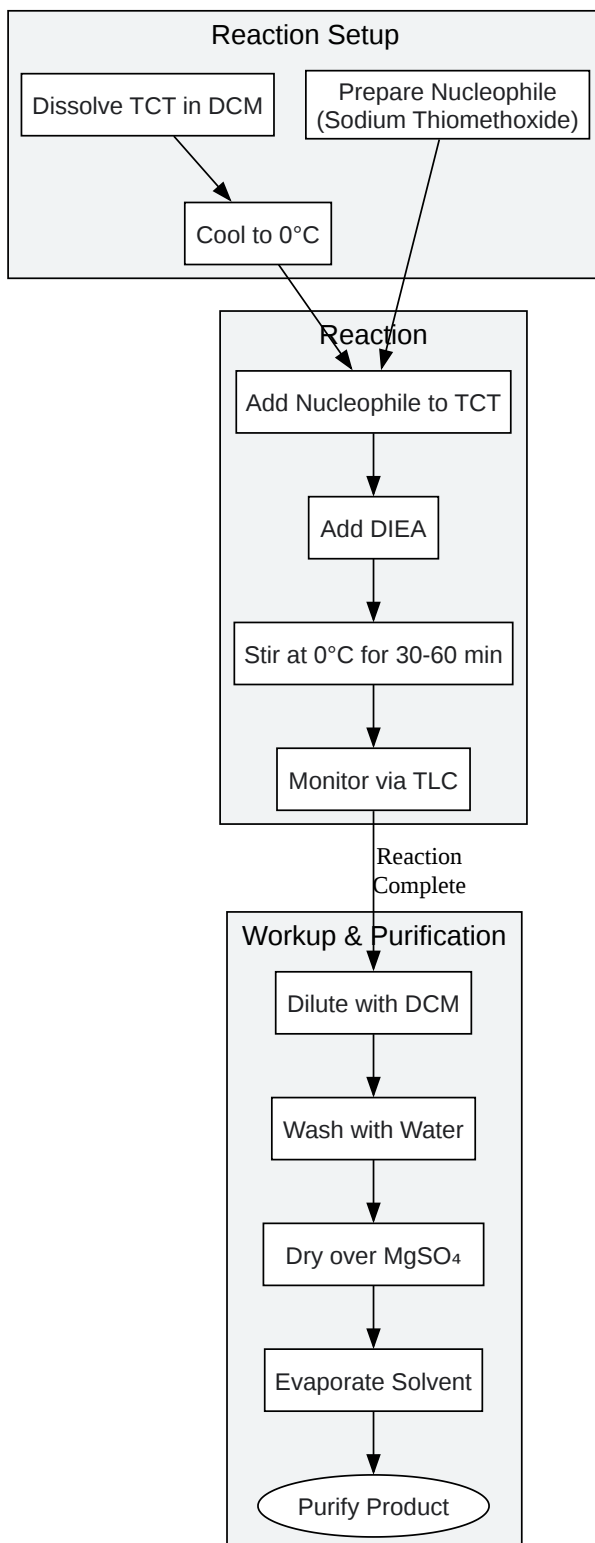 Reaction Setup
Dissolve TCT in DCM
Prepare Nucleophile
(Sodium Thiomethoxide)
Cool to 0°C
Reaction
Add Nucleophile to TCT
Add DIEA
Stir at 0°C for 30-60 min
Monitor via TLC
Reaction
Complete
Workup & Purification
Dilute with DCM
Wash with Water
Dry over MgSO₄
Evaporate Solvent
Purify Product